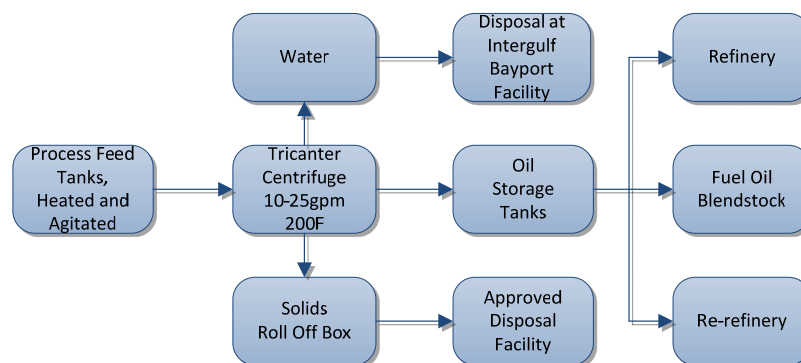 Water
Disposal at
Intergulf
Bayport
Facility
Refinery
Process Feed
Tanks,
Heated and
Agitated
Tricanter
Centrifuge
10-25gpm
200F
Oil
Storage
Tanks
Fuel Oil
Blendstock
Solids
Roll Off Box
Approved
Disposal
Facility
Re-refinery